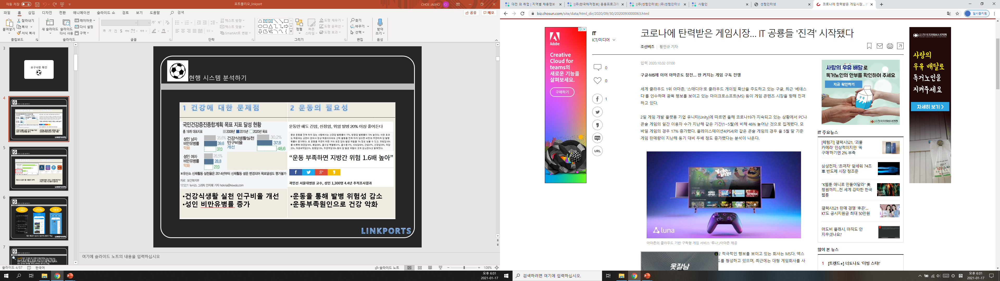 자동 저장
포트폴리오_linkport
CHOE JAEHO
CJ
파일 홈 삽입 디자인 전환 애니메이션 슬라이드 쇼 검토 보기 도움말 검색
공유 메모
붙여넣기
잘라내기
복사
서식 복사
클립보드
새 슬라이드
슬라이드 다시 사용
레이아웃
다시 설정
구역
슬라이드
글꼴
텍스트 방향
텍스트 맞춤
SmartArt로 변환
단락
정렬
빠른 스타일
도형 채우기
도형 윤곽선
도형 효과
그리기
찾기
바꾸기
선택
편집
받아쓰기
음성
3
요구사항 확인
4
5
6
7
현행 시스템 분석하기
1 건강에 대한 문제점
2 운동의 필요성
국민건강증진종합계획 목표 지표 달성 현황
총 19개 대표지표 2008년 2015년 2020년 목표
성인 남자 비만유병률 악화
35.6%
39.6
37.0
건강식생활실천 인구비율 개선
30.2%
37.8
48.6
성인 여자 비만유병률 악화
26.5%
28.8
27.0
※유산소 신체활동 실천율은 2014년부터 신체활동 설문 변경되어 목표달성도 평가불가
자료: 보건복지부
17.12.11 뉴시스 그래픽 안지혜 기자 hokma@newsis.com
운동만 해도 간암, 신장암, 위암 발병 20% 이상 줄어든다
“운동 부족하면 지방간 위험 1.6배 높아”
곽민선 서울대병원 교수, 성인 1,300명 4.4년 추적조사결과
•건강식생활 실천 인구비율 개선
•성인 비만유병률 증가
•운동을 통해 발병 위험성 감소
•운동부족원인으로 건강 악화
LINKPORTS
여기에 슬라이드 노트의 내용을 입력하십시오
슬라이드 4/57 한국어
슬라이드 노트
108%
오후 6:01
2021-01-17
대전 외 취업 | 지역별 채용정보
[(주)한국해저정보] 응용프로그래
[(주)센텀인터넷] (주)센텀인터넷
사람인
센텀인터넷
코로나에 탄력받은 게임시장... IT
biz.chosun.com/site/data/html_dir/2020/09/30/2020093000063.html
일시중지됨
Adobe
Creative
Cloud for
teams의
새로운 기능을
살펴보세요.
구매하기
IT
ICT/미디어
코로나에 탄력받은 게임시장... IT 공룡들 '진격' 시작됐다
조선비즈 | 황민규 기자
가
입력 2020.10.02 07:00
0
0
1
blog
URL
구글·MS에 이어 아마존도 참전... 판 커지는 게임 구독 전쟁
세계 클라우드 1위 아마존, '스태디아'로 클라우드 게이밍 확산을 주도하고 있는 구글, 최근 '베데스
다'를 인수하며 광폭 행보를 보이고 있는 마이크로소프트(MS) 등이 게임 콘텐즈 시장을 향해 진격
하고 있다.
2일 게임 개발 플랫폼 기업 유니티(Unity)에 따르면 올해 코로나19가 지속되고 있는 상황에서 PC나
콘솔 게임의 일간 이용자 수가 지난해 같은 기간(1~5월)에 비해 46% 늘어난 것으로 집계됐다. 모
바일 게임의 경우 17% 증가했다. 플레이스테이션4(PS4)와 같은 콘솔 게임의 경우 올 5월 말 기준
게임 판매량이 지난해 동기 대비 두배 정도 증가했다는 분석이 나온다.
luna
아마존의 클라우드 기반 구독형 게임 서비스 '루나'./아마존 제공
장 적극적인 행보를 보이고 있는 회사는 MS다. 엑스
도를 형성하고 있으며, 최근에는 대형 게임회사를 사
옷잘남
사랑의 우유 배달로
독거노인의 안부를 확인하여 주세요
지금 확인하기
우유
전국자원봉사연맹
IT 주요뉴스
[체험기] 갤럭시S21, '괴물
카메라' 인상적이지만 '꼭
구매'하기엔 2% 부족
삼성전자, '초격차' 앞세워 74조
車 반도체 시장 정조준
“K웹툰 애니로 만들어달라” 美
청원까지...전 세계 강타한 한국
웹툰
갤럭시S21 판매 경쟁 '후끈'...
KT도 공시지원금 최대 50만원
어도비 플래시, 아직도 안
지우셨나요?
많이 본 뉴스
1 [트렌드+] 너도나도 '더빙 스타!'
전국자원봉사연맹
사랑의
우유 배달로
독거노인을
지켜주세요
자세히 보기 >
검색하려면 여기에 입력하십시오.
오후 6:01
2021-01-17